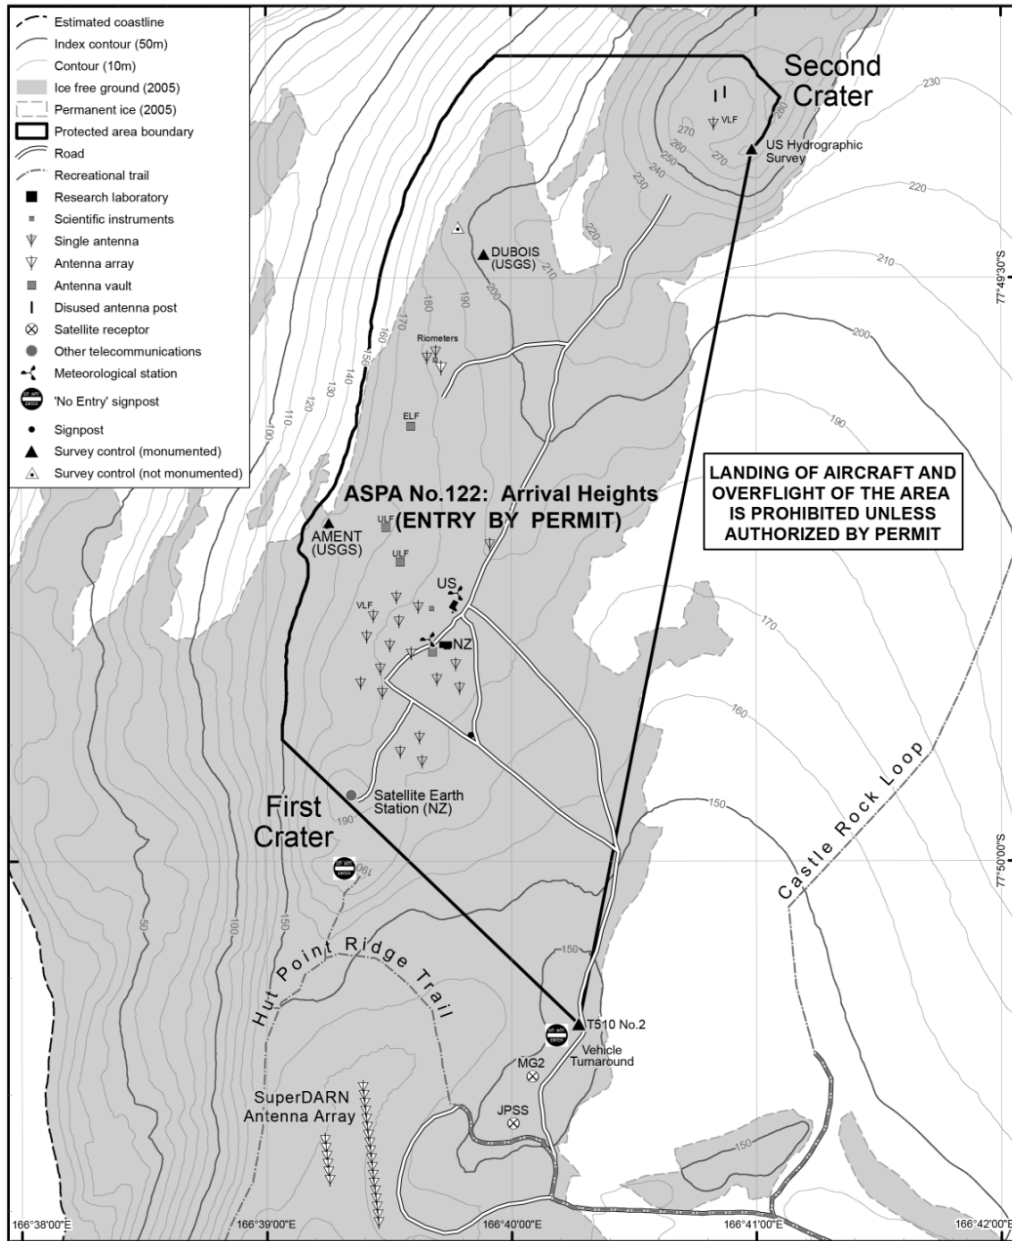 Estimated coastline
Index contour (50m)
Contour (10m)
Ice free ground (2005)
Permanent ice (2005)
Protected area boundary
Road
Recreational trail
Research laboratory
Scientific instruments
Single antenna
Antenna array
Antenna vault
Disused antenna post
Satellite receptor
Other telecommunications
Meteorological station
'No Entry' signpost
Signpost
Survey control (monumented)
Survey control (not monumented)
Second
Crater
VLF
280
270
260
250
240
230
270
US Hydrographic
Survey
230
220
210
200
190
170
160
150
220
210
200
190
180
170
160
150
140
130
120
110
100
DUBOIS
(USGS)
77°49'30"S
Riometers
ELF
ASPA No.122: Arrival Heights
(ENTRY BY PERMIT)
LANDING OF AIRCRAFT AND
OVERFLIGHT OF THE AREA
IS PROHIBITED UNLESS
AUTHORIZED BY PERMIT
AMENT
(USGS)
ULF
ULF
US
VLF
NZ
Satellite Earth
Station (NZ)
First
Crater
190
180
77°50'00"S
Castle Rock Loop
50
100
150
150
Hut Point Ridge Trail
T510 No.2
Vehicle
Turnaround
MG2
JPSS
SuperDARN
Antenna Array
150
166°38'00"E
166°39'00"E
166°40'00"E
166°41'00"E
166°42'00"E